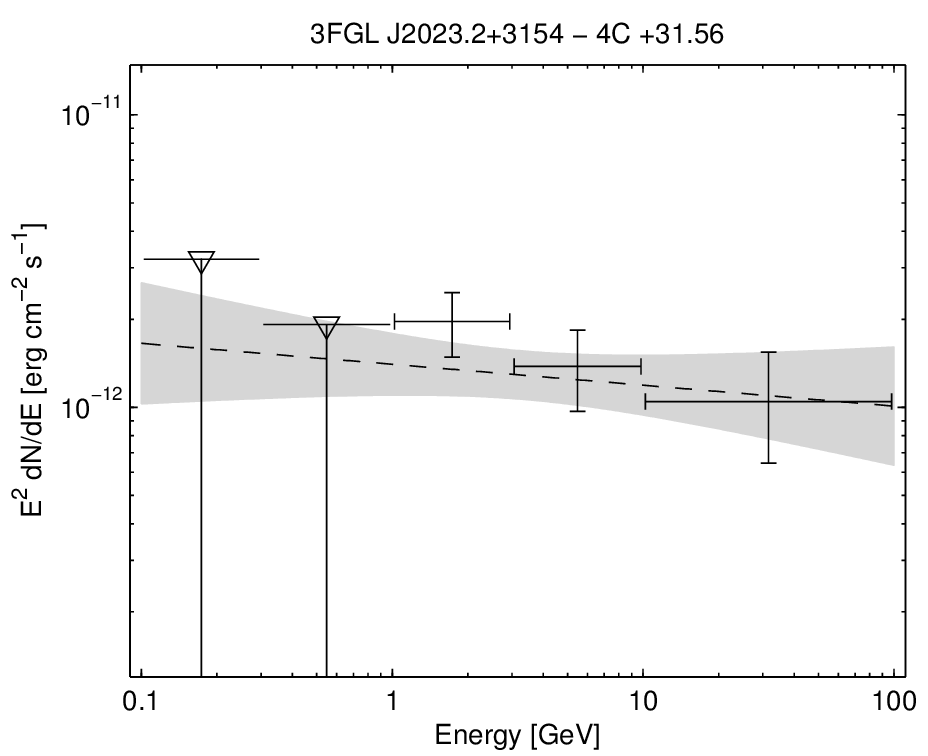 3FGL J2023.2+3154 − 4C +31.56
10⁻¹¹
10⁻¹²
E² dN/dE [erg cm⁻² s⁻¹]
0.1 1 10 100
Energy [GeV]